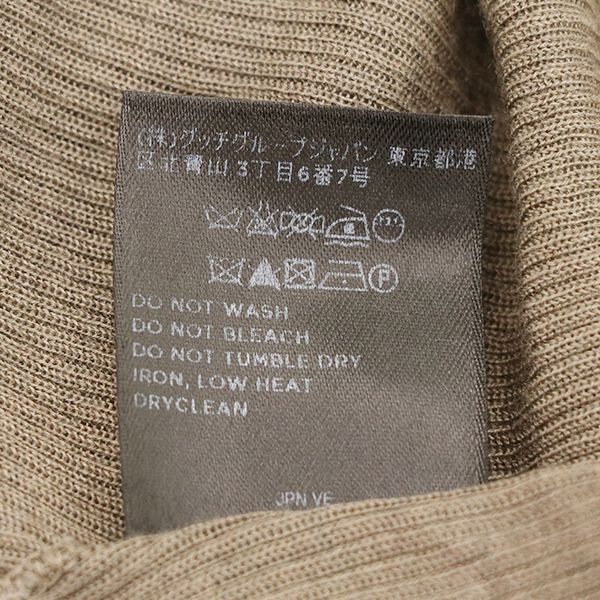 (株)グッチグループジャパン 東京都港
区北青山3丁目6番7号
P
DO NOT WASH
DO NOT BLEACH
DO NOT TUMBLE DRY
IRON, LOW HEAT
DRYCLEAN
JPN VE